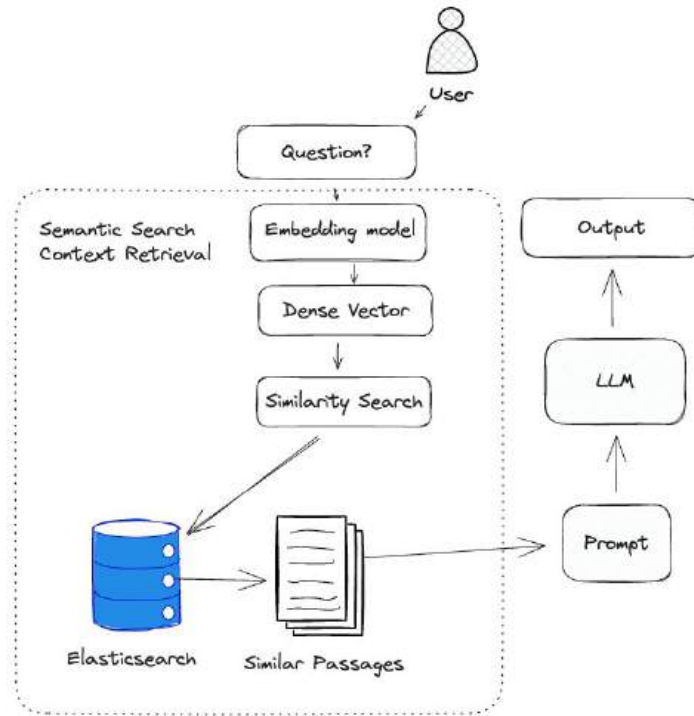 User
Question?
Semantic Search
Context Retrieval
Embedding model
Dense Vector
Similarity Search
Elasticsearch
Similar Passages
Prompt
LLM
Output